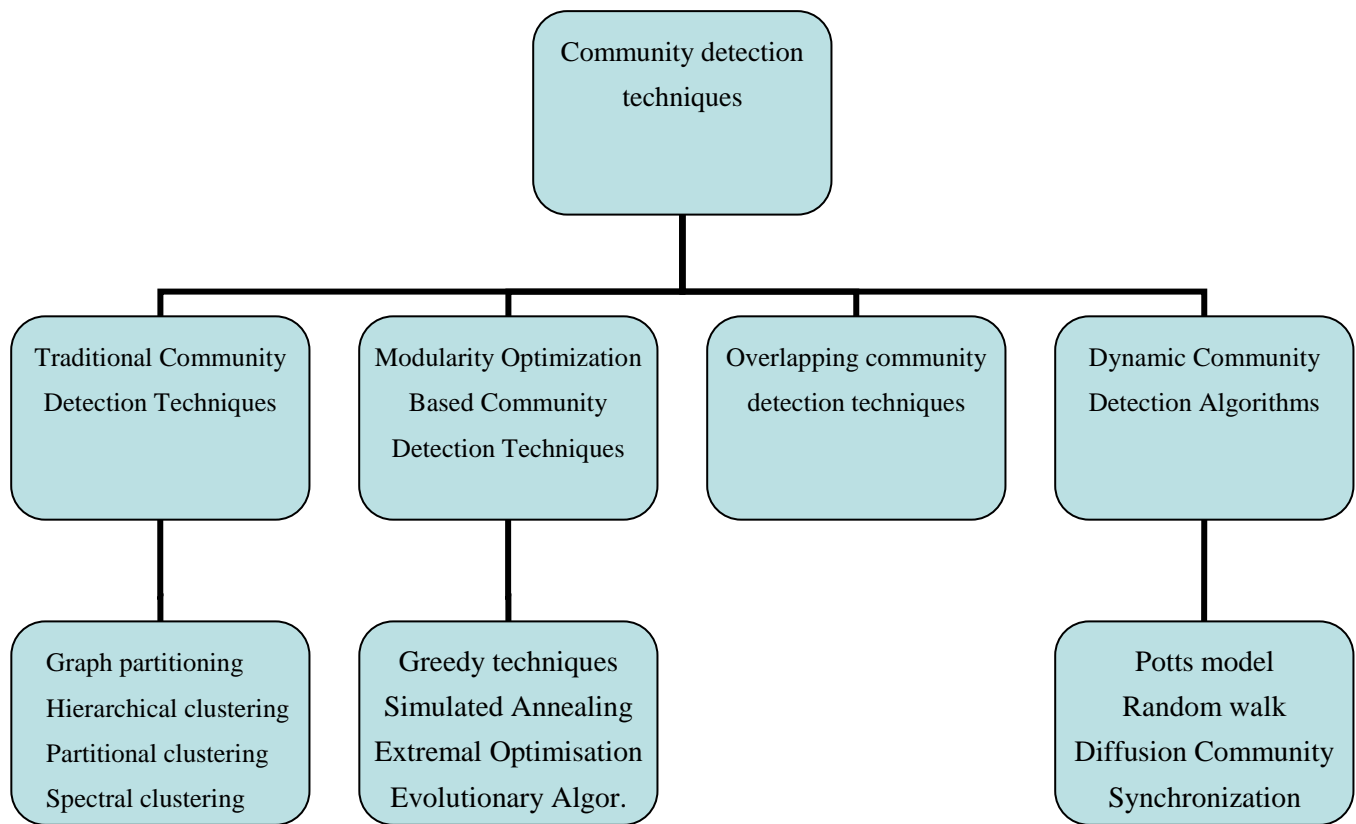 Community detection
techniques
Traditional Community
Detection Techniques
Modularity Optimization
Based Community
Detection Techniques
Overlapping community
detection techniques
Dynamic Community
Detection Algorithms
Graph partitioning
Hierarchical clustering
Partitional clustering
Spectral clustering
Greedy techniques
Simulated Annealing
Extremal Optimisation
Evolutionary Algor.
Potts model
Random walk
Diffusion Community
Synchronization